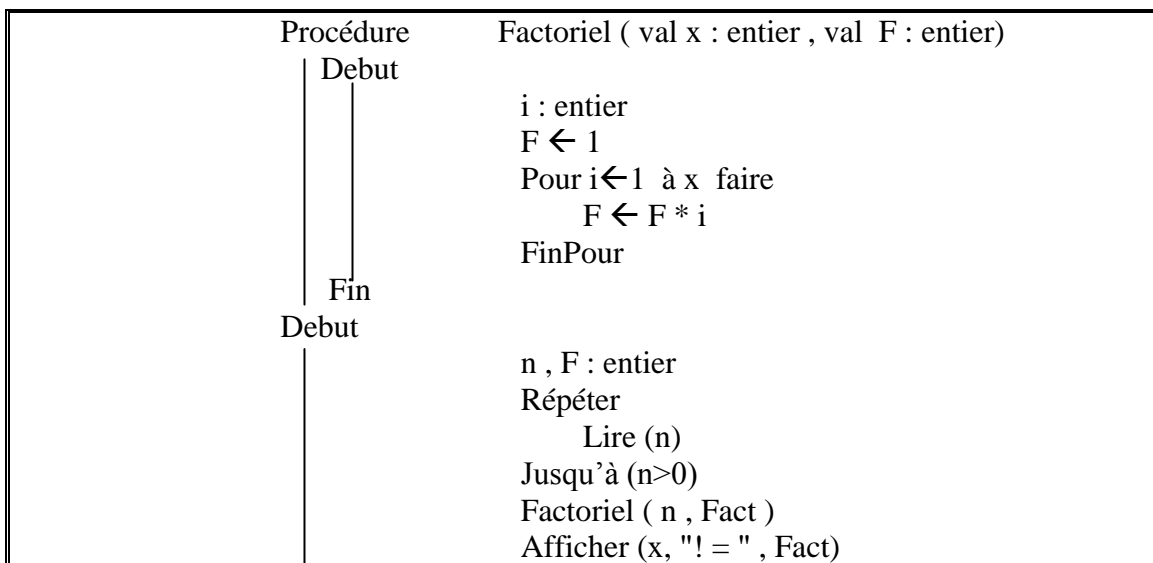 Procédure Factoriel ( val x : entier , val F : entier)
Debut
i : entier
F ← 1
Pour i←1 à x faire
F ← F * i
FinPour
Fin
Debut
n , F : entier
Répéter
Lire (n)
Jusqu’à (n>0)
Factoriel ( n , Fact )
Afficher (x, "! = " , Fact)